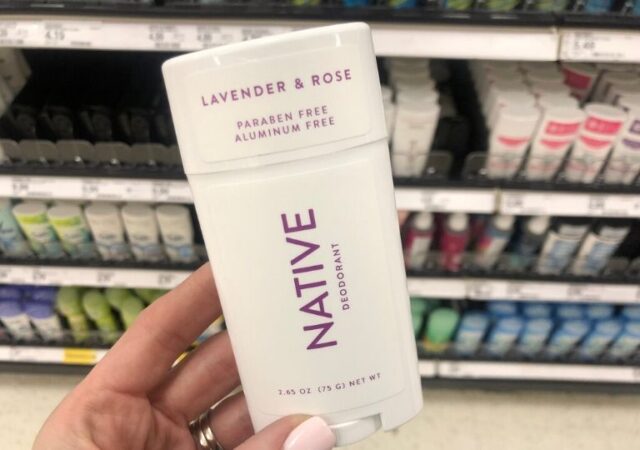 LAVENDER & ROSE
PARABEN FREE
ALUMINUM FREE
NATIVE
DEODORANT
2.65 OZ (75 G) NET WT